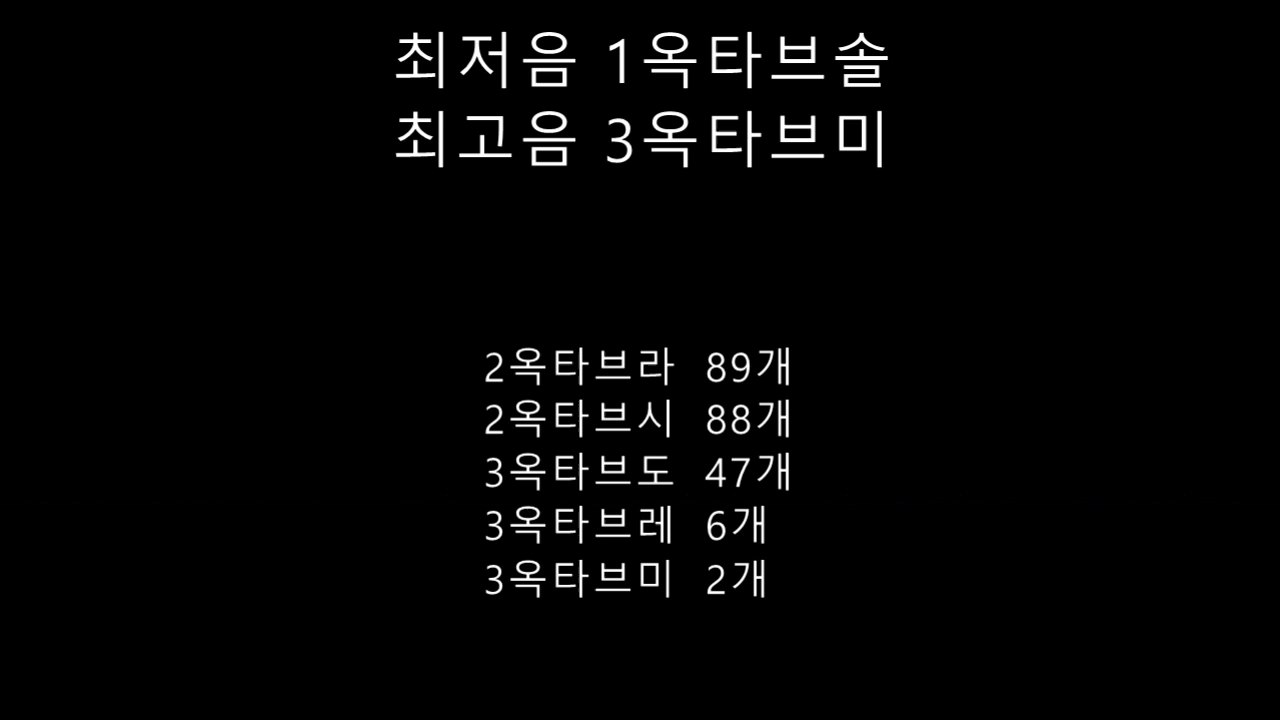 최저음 1옥타브솔
최고음 3옥타브미
2옥타브라 89개
2옥타브시 88개
3옥타브도 47개
3옥타브레 6개
3옥타브미 2개